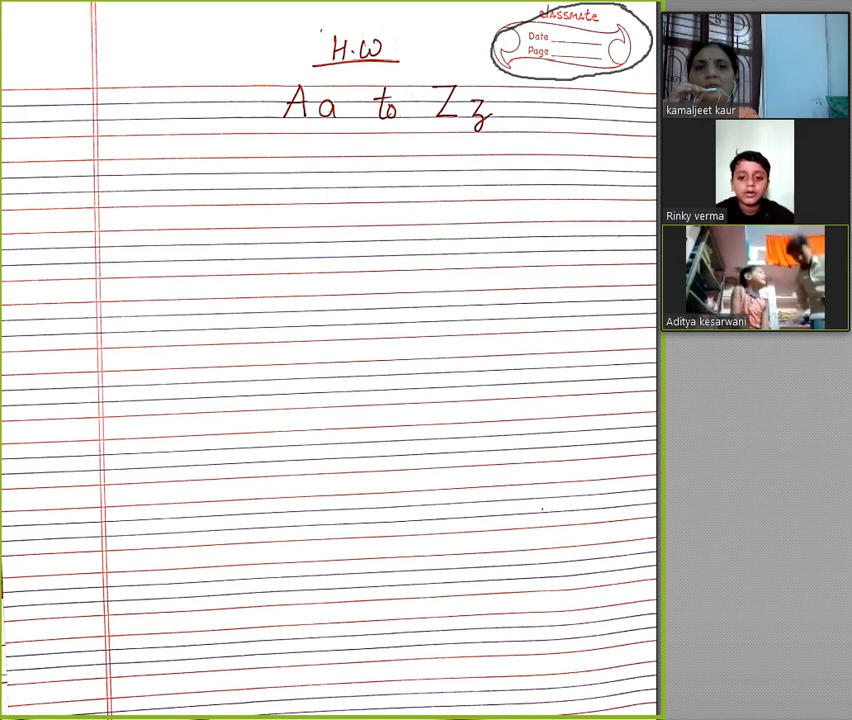 classmate
Date
Page
H.W
Aa to Zz
kamaljeet kaur
Rinky verma
Aditya kesarwani